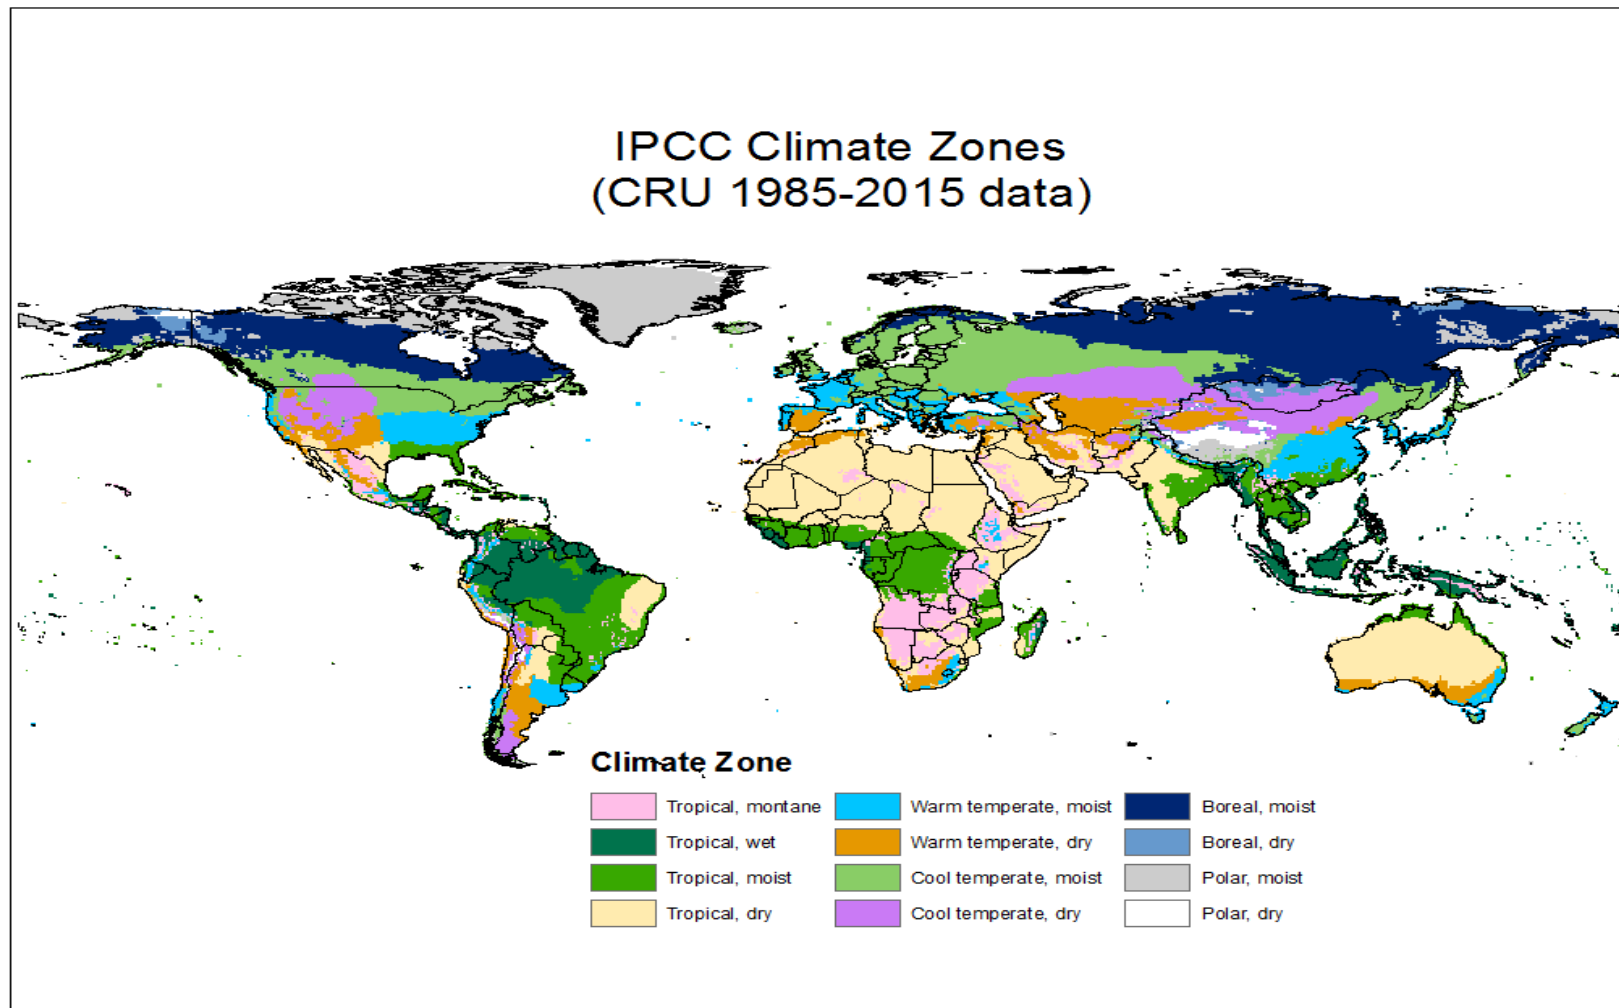 IPCC Climate Zones
(CRU 1985-2015 data)
Climate Zone
Tropical, montane
Tropical, wet
Tropical, moist
Tropical, dry
Warm temperate, moist
Warm temperate, dry
Cool temperate, moist
Cool temperate, dry
Boreal, moist
Boreal, dry
Polar, moist
Polar, dry